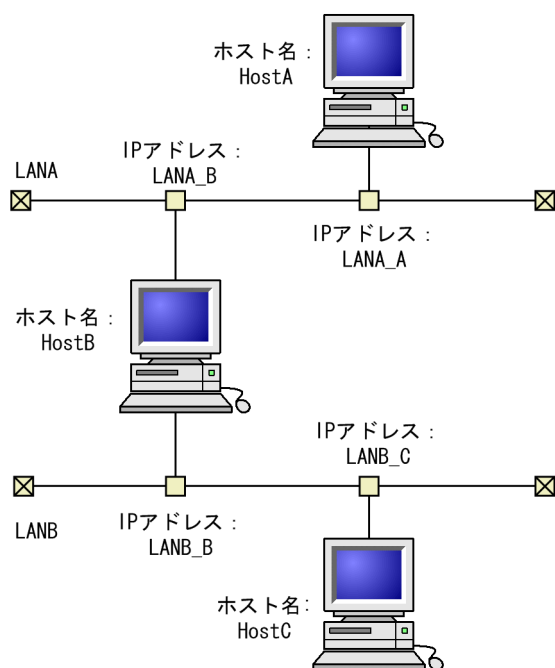 ホスト名：
HostA
IPアドレス：
LANA_B
LANA
IPアドレス：
LANA_A
ホスト名：
HostB
IPアドレス：
LANB_C
LANB
IPアドレス：
LANB_B
ホスト名：
HostC